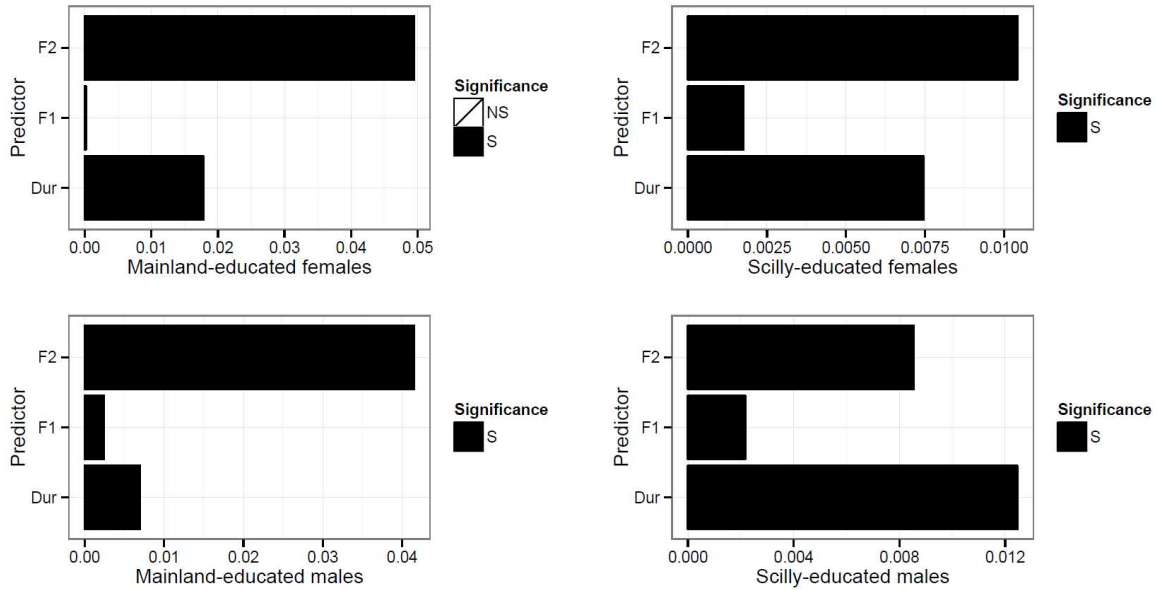 F2
F1
Dur
Predictor
0.00 0.01 0.02 0.03 0.04 0.05
Mainland-educated females
Significance
NS
S
F2
F1
Dur
Predictor
0.0000 0.0025 0.0050 0.0075 0.0100
Scilly-educated females
Significance
S
F2
F1
Dur
Predictor
0.00 0.01 0.02 0.03 0.04
Mainland-educated males
Significance
S
F2
F1
Dur
Predictor
0.000 0.004 0.008 0.012
Scilly-educated males
Significance
S